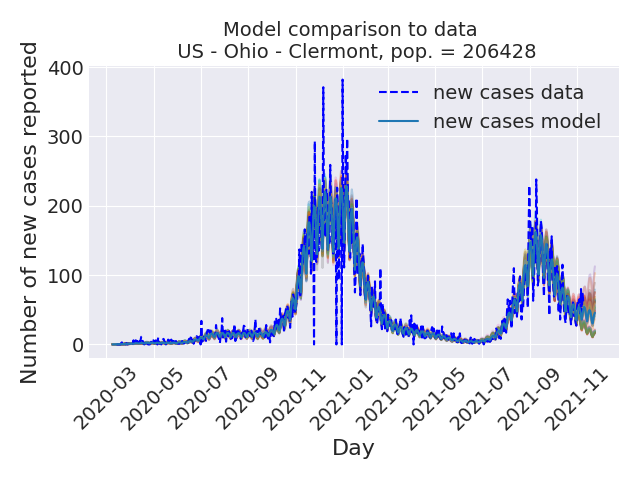 Model comparison to data
US - Ohio - Clermont, pop. = 206428
Number of new cases reported
400
300
200
100
0
new cases data
new cases model
2020-03
2020-05
2020-07
2020-09
2020-11
2021-01
2021-03
2021-05
2021-07
2021-09
2021-11
Day